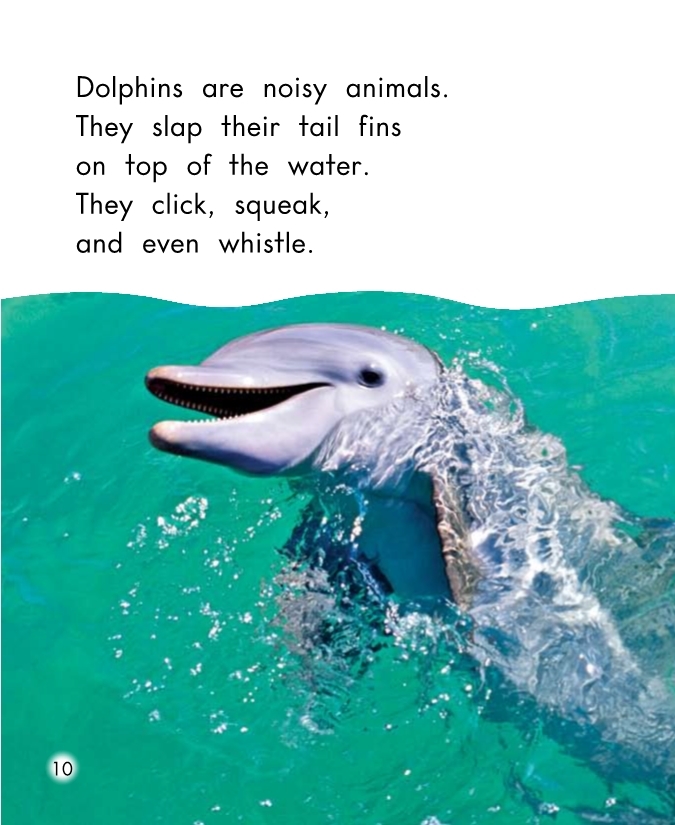 Dolphins are noisy animals.
They slap their tail fins
on top of the water.
They click, squeak,
and even whistle.
10